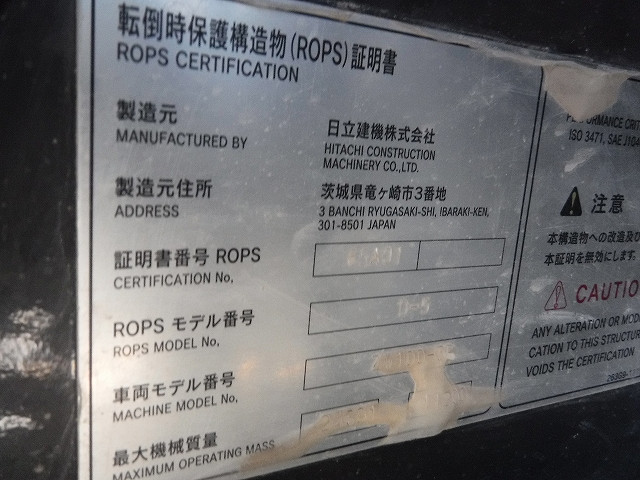 転倒時保護構造物(ROPS)証明書
ROPS CERTIFICATION
製造元
MANUFACTURED BY
日立建機株式会社
HITACHI CONSTRUCTION
MACHINERY CO.,LTD.
製造元住所
ADDRESS
茨城県竜ヶ崎市3番地
3 BANCHI RYUGASAKI-SHI, IBARAKI-KEN,
301-8501 JAPAN
証明書番号 ROPS
CERTIFICATION No,
ROPS モデル番号
ROPS MODEL No,
車両モデル番号
MACHINE MODEL No,
最大機械質量
MAXIMUM OPERATING MASS
ISO 3471, SAE
注意
本構造物への改造及び
本証明を無効にします。
ANY ALTERATION OR
CATION TO THIS
VOIDS THE CERTIFICATION